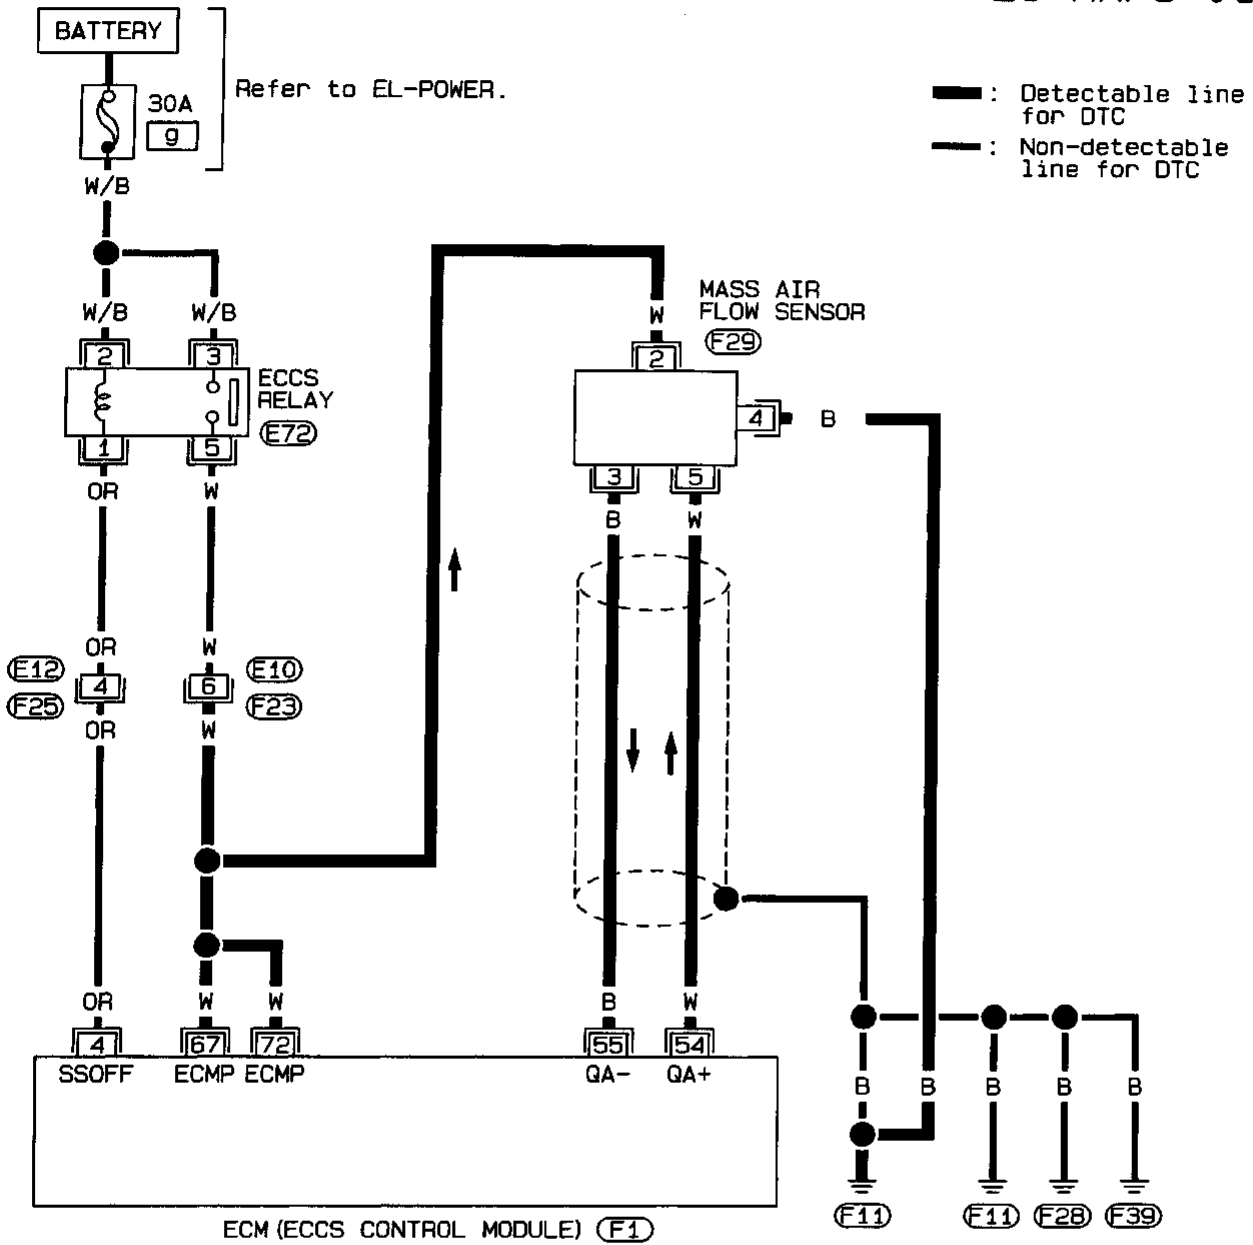 BATTERY
30A
g
Refer to EL-POWER.
: Detectable line
for DTC
: Non-detectable
line for DTC
W/B
W/B
W/B
W
MASS AIR
FLOW SENSOR
F29
2
3
2
ECCS
RELAY
E72
4
B
1
5
3
5
OR
W
B
W
OR
W
E12
4
6
E10
F25
F23
OR
W
OR
W
W
B
W
4
67
72
55
54
SSOFF
ECMP
ECMP
QA-
QA+
B
B
B
B
B
ECM (ECCS CONTROL MODULE)
F1
F11
F11
F28
F39